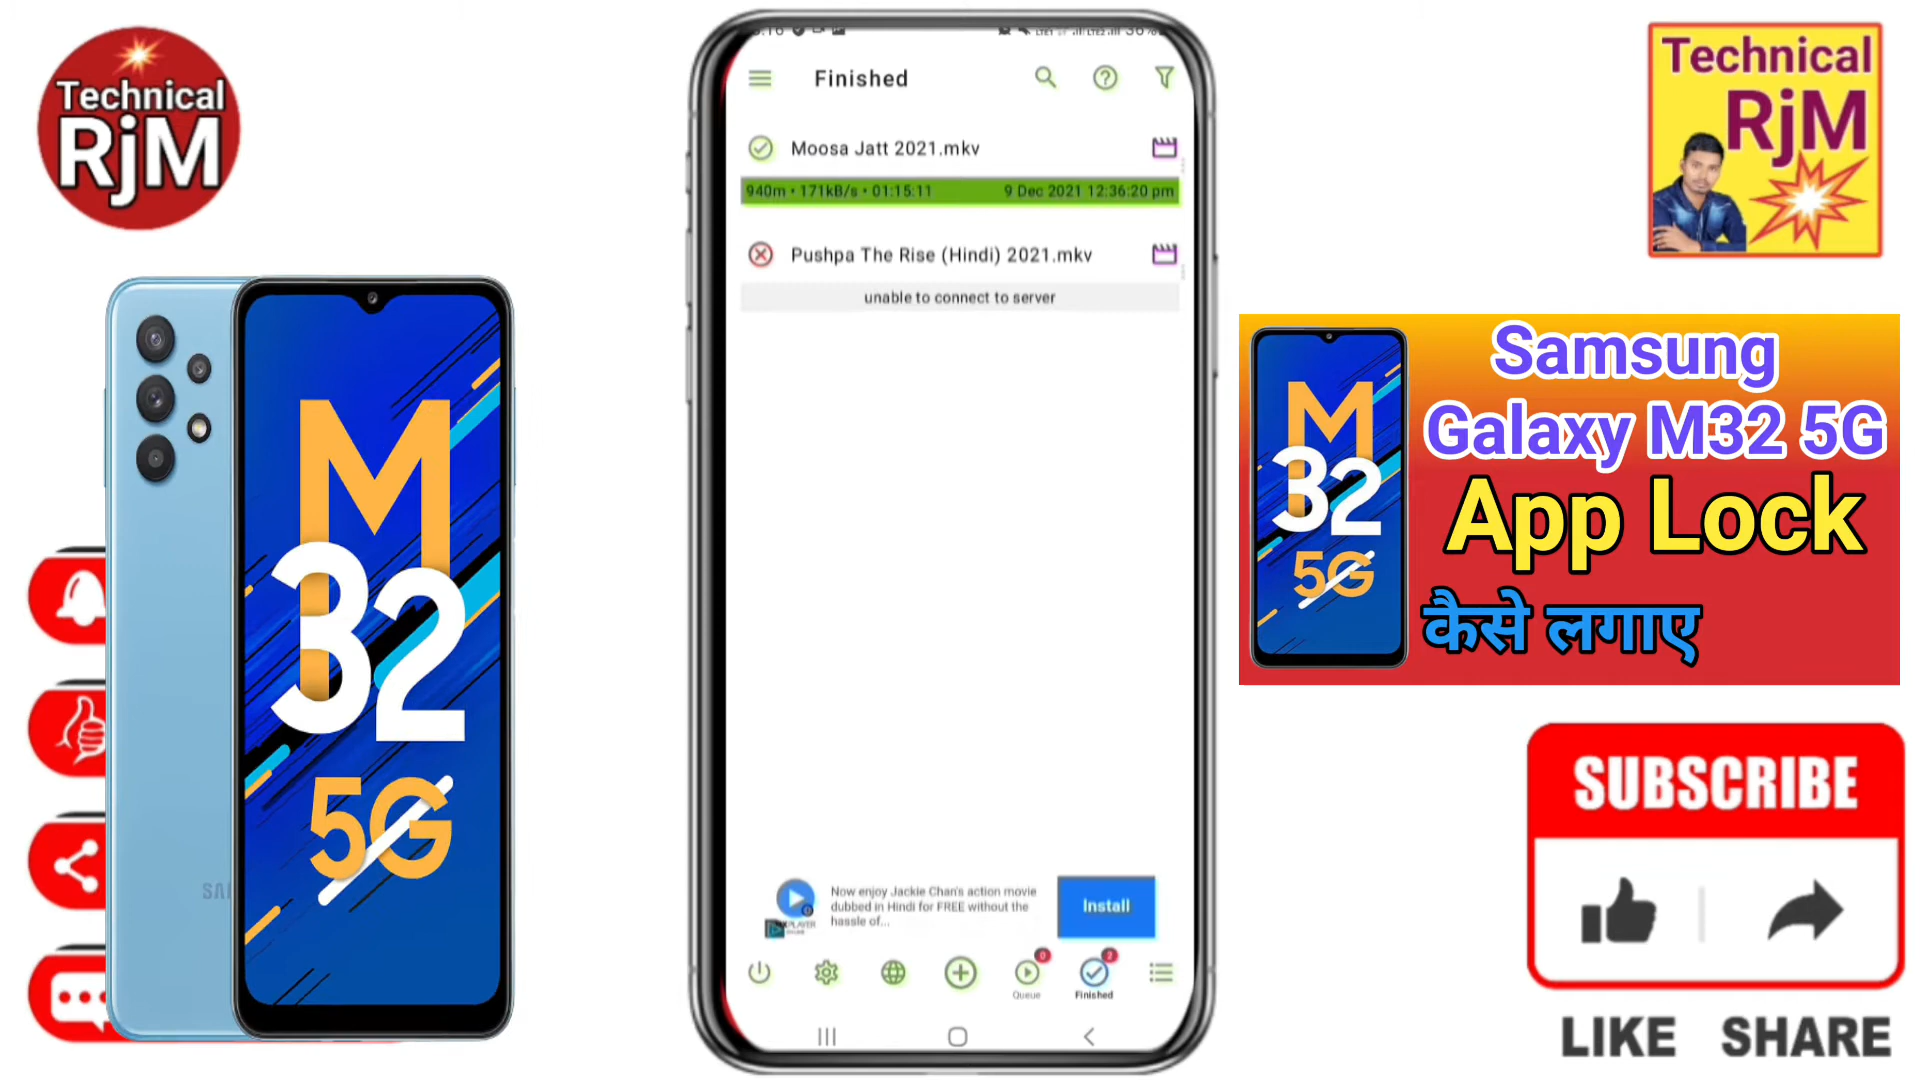 Technical
RjM
M
32
5G
Finished
Moosa Jatt 2021.mkv
940m • 171kB/s • 01:15:11
9 Dec 2021 12:36:20 pm
Pushpa The Rise (Hindi) 2021.mkv
unable to connect to server
Now enjoy Jackie Chan's action movie
dubbed in Hindi for FREE without the
hassle of...
Install
0
2
Queue
Finished
Technical
RjM
M
32
5G
Samsung
Galaxy M32 5G
App Lock
कैसे लगाए
SUBSCRIBE
LIKE SHARE